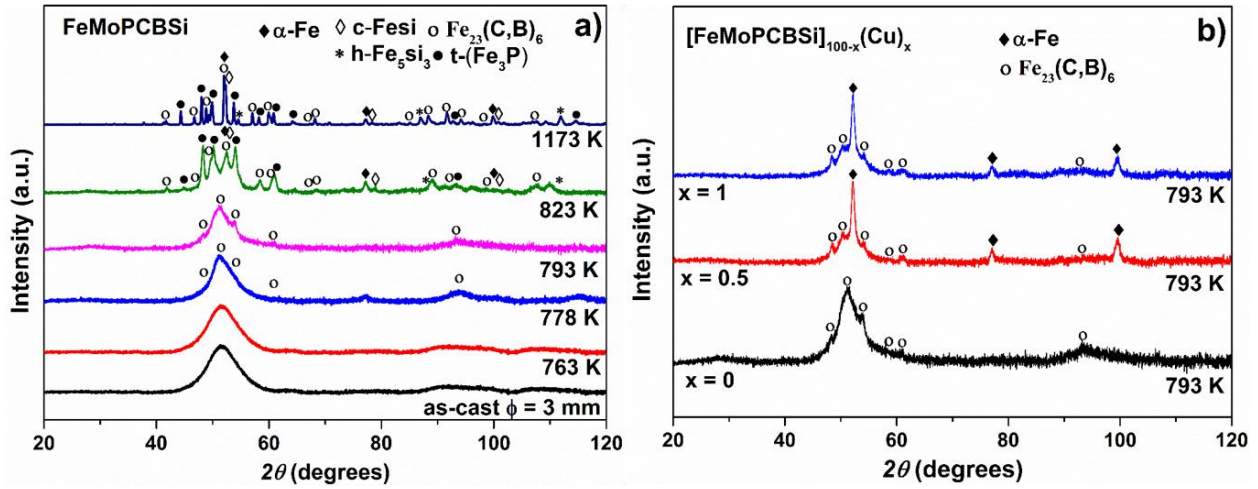 FeMoPCBSi
◆ α-Fe ◊ c-Fesi o Fe₂₃(C,B)₆ a)
* h-Fe₅si₃ ● t-(Fe₃P)
1173 K
823 K
793 K
778 K
763 K
as-cast ϕ = 3 mm
Intensity (a.u.)
20 40 60 80 100 120
2θ (degrees)
[FeMoPCBSi]₁₀₀₋ₓ(Cu)ₓ
◆ α-Fe b)
o Fe₂₃(C,B)₆
x = 1 793 K
x = 0.5 793 K
x = 0 793 K
Intensity (a.u.)
20 40 60 80 100 120
2θ (degrees)